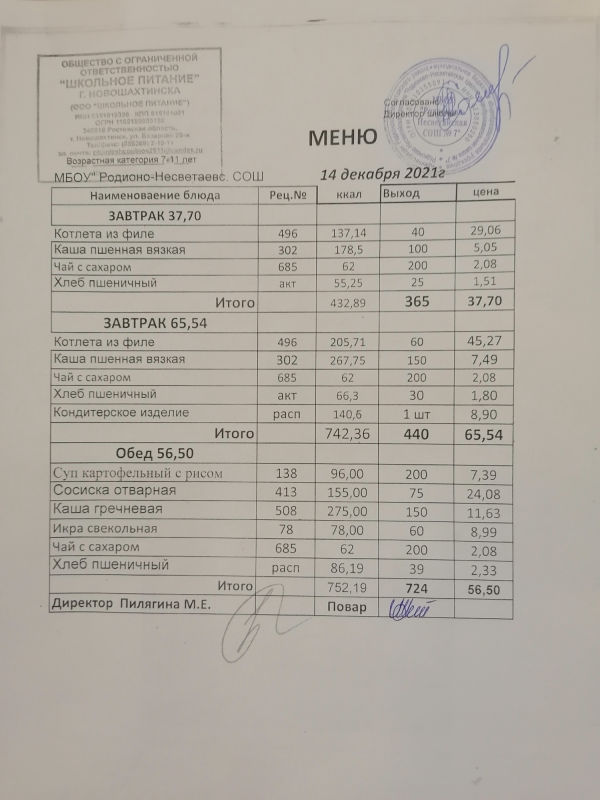 ОБЩЕСТВО С ОГРАНИЧЕННОЙ
ОТВЕТСТВЕННОСТЬЮ
"ШКОЛЬНОЕ ПИТАНИЕ"
Г. НОВОШАХТИНСКА
(ООО "ШКОЛЬНОЕ ПИТАНИЕ")
Возрастная категория 7-11 лет
Согласовано
Директор школы
МЕНЮ
МБОУ" Родионо-Несветаевс. СОШ 14 декабря 2021г
Наименоваение блюда Рец.№ ккал Выход цена
ЗАВТРАК 37,70
Котлета из филе 496 137,14 40 29,06
Каша пшенная вязкая 302 178,5 100 5,05
Чай с сахаром 685 62 200 2,08
Хлеб пшеничный акт 55,25 25 1,51
Итого 432,89 365 37,70
ЗАВТРАК 65,54
Котлета из филе 496 205,71 60 45,27
Каша пшенная вязкая 302 267,75 150 7,49
Чай с сахаром 685 62 200 2,08
Хлеб пшеничный акт 66,3 30 1,80
Кондитерское изделие расп 140,6 1 шт 8,90
Итого 742,36 440 65,54
Обед 56,50
Суп картофельный с рисом 138 96,00 200 7,39
Сосиска отварная 413 155,00 75 24,08
Каша гречневая 508 275,00 150 11,63
Икра свекольная 78 78,00 60 8,99
Чай с сахаром 685 62 200 2,08
Хлеб пшеничный расп 86,19 39 2,33
Итого 752,19 724 56,50
Директор Пилягина М.Е. Повар